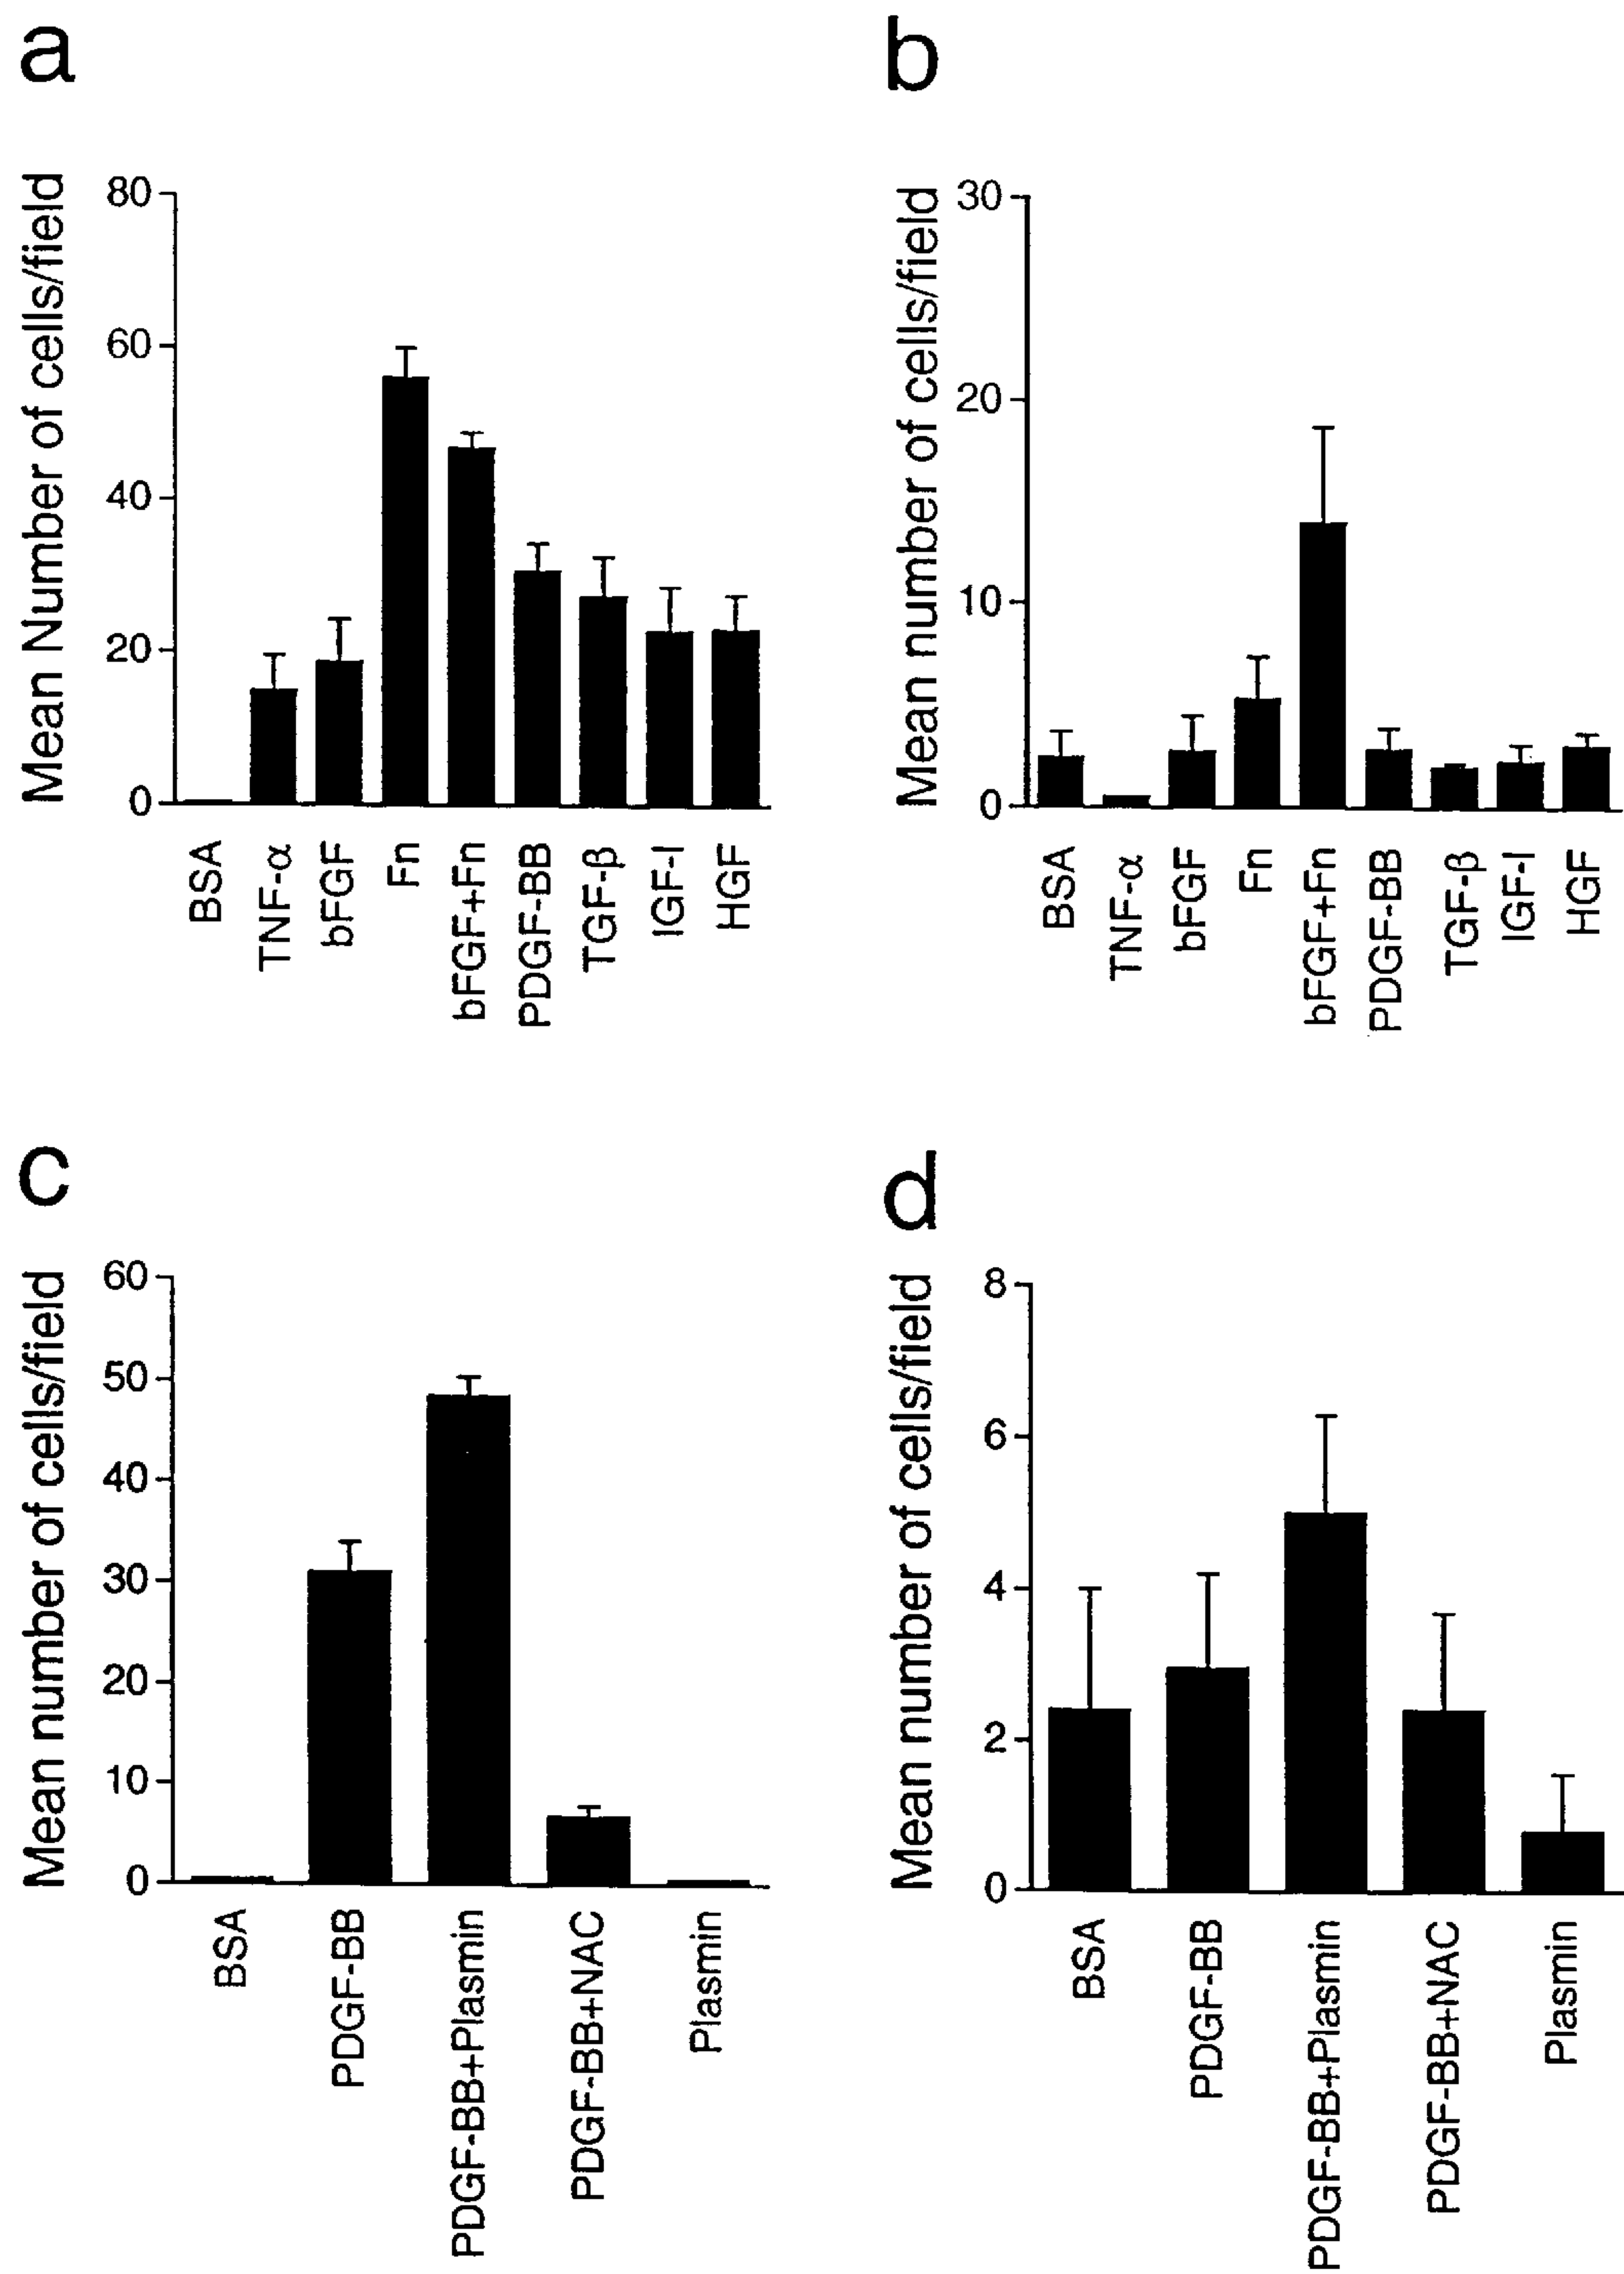 a
Mean Number of cells/field
80
60
40
20
0
BSA
TNF-α
bFGF
Fn
bFGF+Fn
PDGF-BB
TGF-β
IGF-I
HGF
b
Mean number of cells/field
30
20
10
0
BSA
TNF-α
bFGF
Fn
bFGF+Fn
PDGF-BB
TGF-β
IGF-I
HGF
c
Mean number of cells/field
60
50
40
30
20
10
0
BSA
PDGF-BB
PDGF-BB+Plasmin
PDGF-BB+NAC
Plasmin
d
Mean number of cells/field
8
6
4
2
0
BSA
PDGF-BB
PDGF-BB+Plasmin
PDGF-BB+NAC
Plasmin